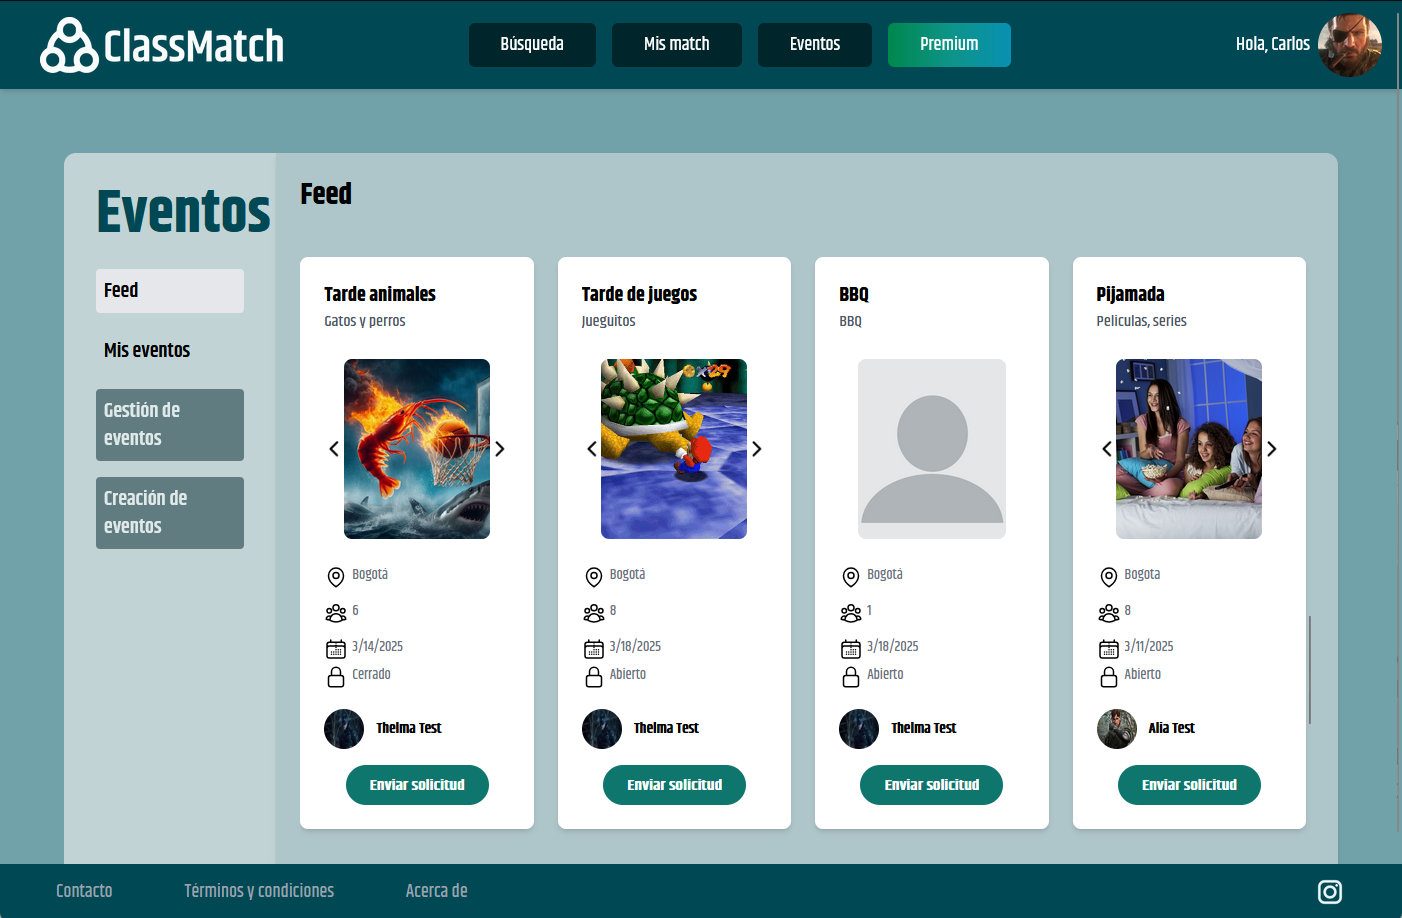 ClassMatch
Búsqueda
Mis match
Eventos
Premium
Hola, Carlos
Eventos
Feed
Mis eventos
Gestión de
eventos
Creación de
eventos
Feed
Tarde animales
Gatos y perros
Bogotá
6
3/14/2025
Cerrado
Thelma Test
Enviar solicitud
Tarde de juegos
Jueguitos
x29
Bogotá
8
3/18/2025
Abierto
Thelma Test
Enviar solicitud
BBQ
BBQ
Bogotá
1
3/18/2025
Abierto
Thelma Test
Enviar solicitud
Pijamada
Peliculas, series
Bogota
8
3/11/2025
Abierto
Alia Test
Enviar solicitud
Contacto
Términos y condiciones
Acerca de